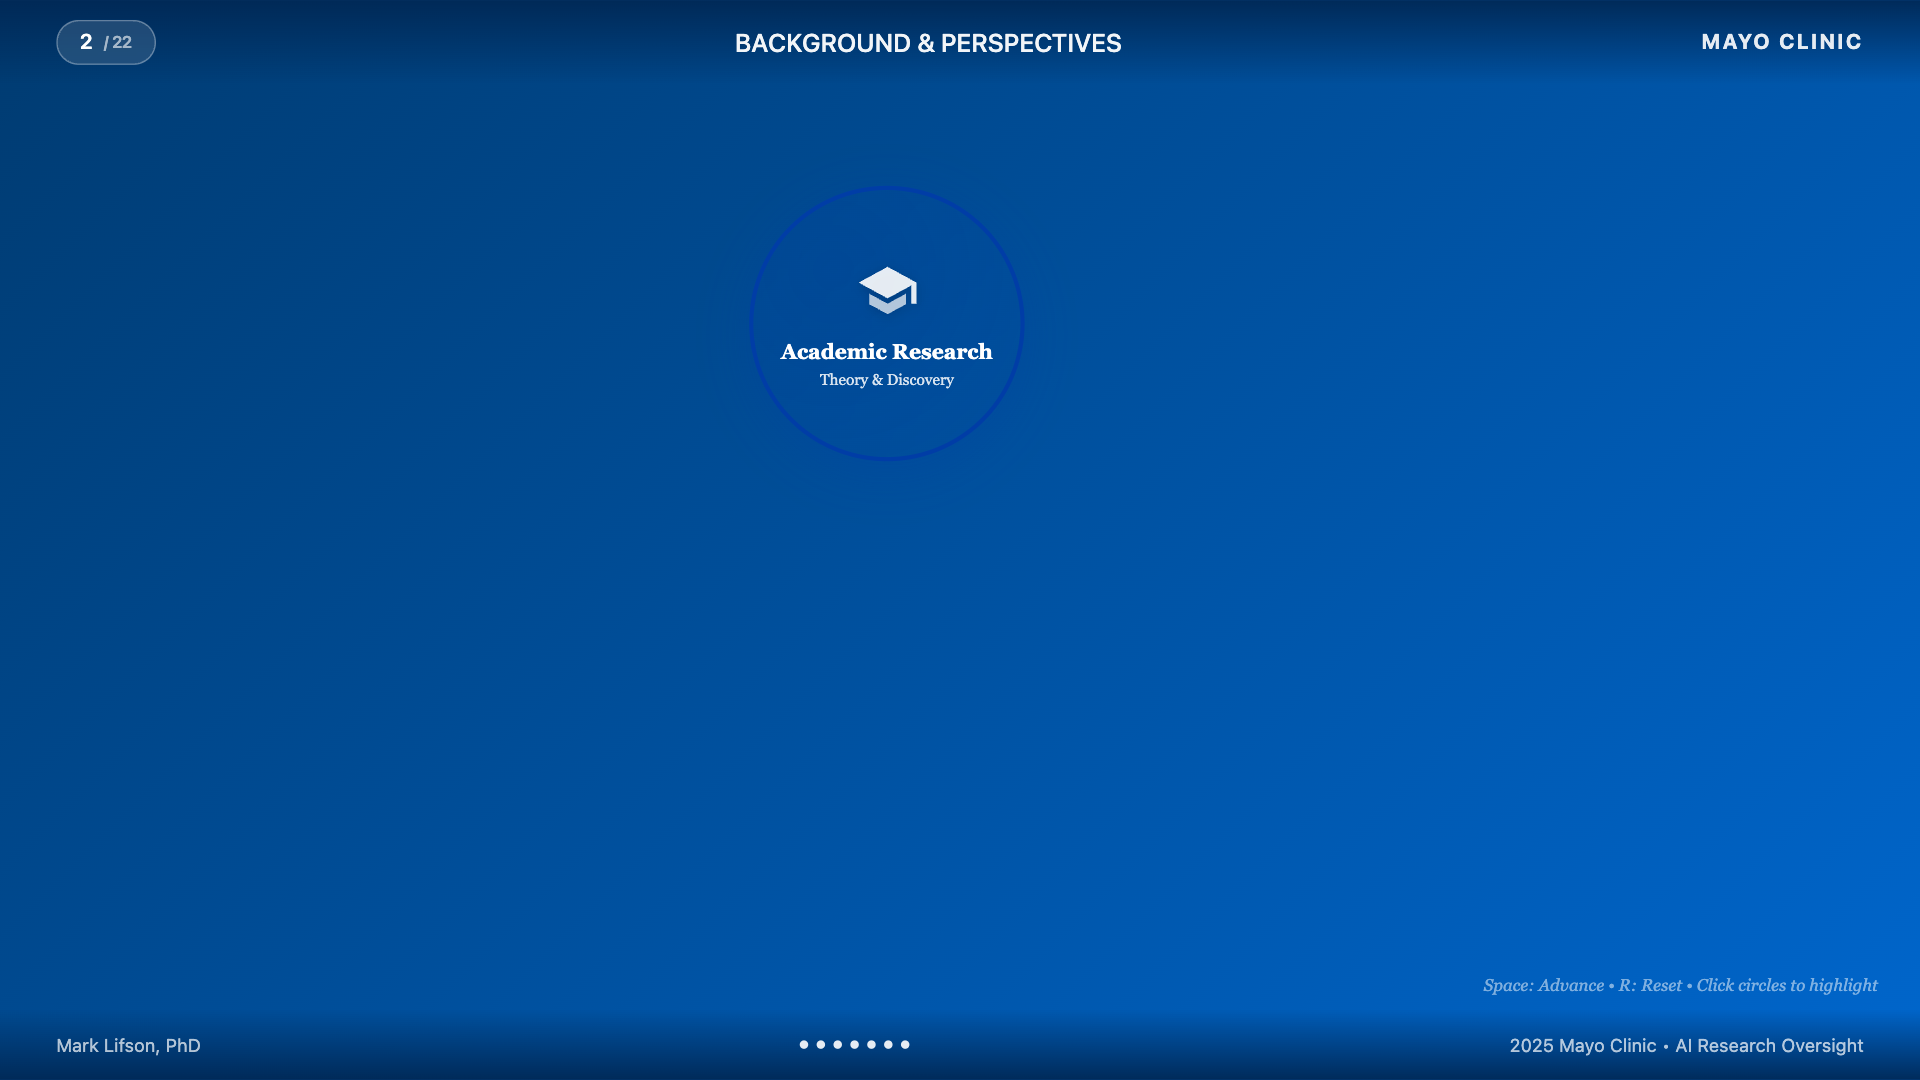 2 / 22
BACKGROUND & PERSPECTIVES
MAYO CLINIC
Academic Research
Theory & Discovery
Space: Advance • R: Reset • Click circles to highlight
Mark Lifson, PhD
2025 Mayo Clinic • AI Research Oversight